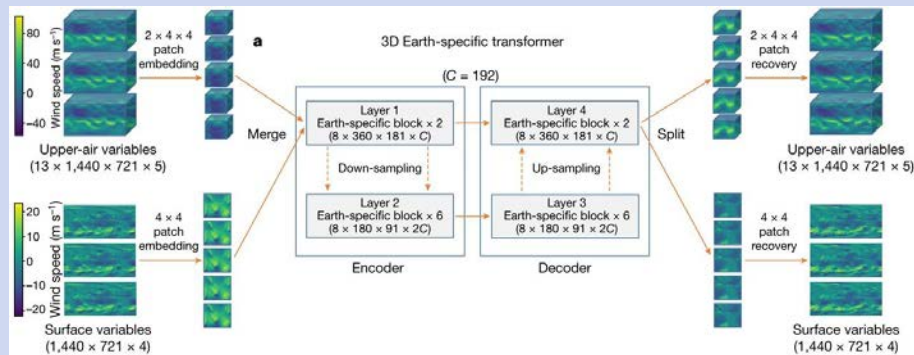 a
3D Earth-specific transformer
(C = 192)
80
40
0
−40
Wind speed (m s⁻¹)
2 × 4 × 4
patch
embedding
Upper-air variables
(13 × 1,440 × 721 × 5)
20
10
0
−10
−20
Wind speed (m s⁻¹)
4 × 4
patch
embedding
Surface variables
(1,440 × 721 × 4)
Merge
Layer 1
Earth-specific block × 2
(8 × 360 × 181 × C)
Down-sampling
Layer 2
Earth-specific block × 6
(8 × 180 × 91 × 2C)
Encoder
Layer 4
Earth-specific block × 2
(8 × 360 × 181 × C)
Up-sampling
Layer 3
Earth-specific block × 6
(8 × 180 × 91 × 2C)
Decoder
Split
2 × 4 × 4
patch
recovery
Upper-air variables
(13 × 1,440 × 721 × 5)
4 × 4
patch
recovery
Surface variables
(1,440 × 721 × 4)